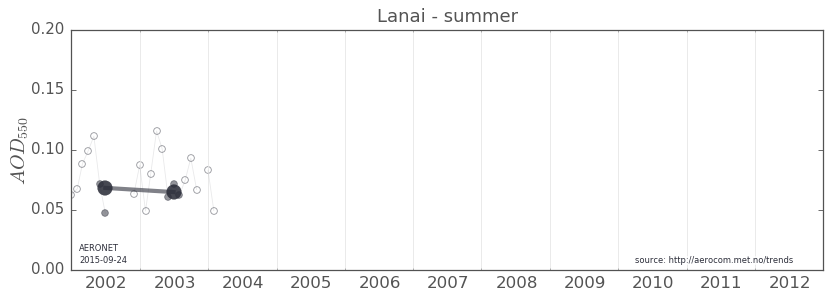 Lanai - summer
0.20
0.15
0.10
0.05
0.00
AOD550
AERONET
2015-09-24
source: http://aerocom.met.no/trends
2002 2003 2004 2005 2006 2007 2008 2009 2010 2011 2012